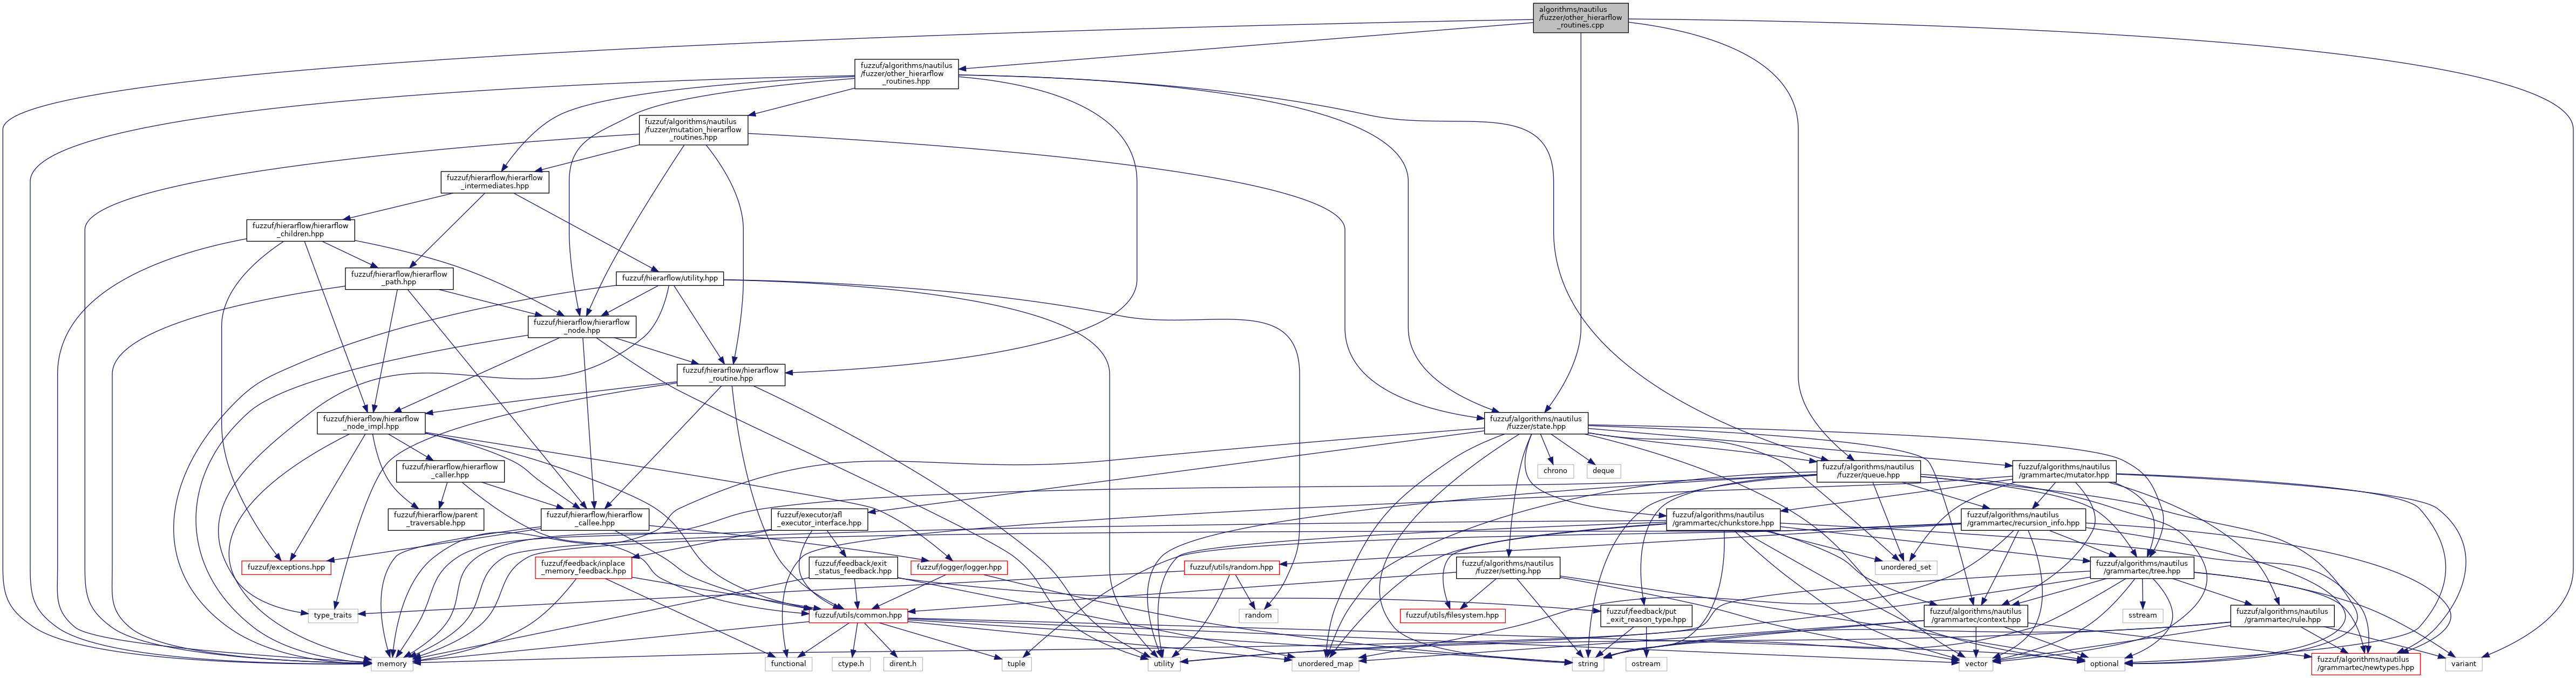 algorithms/nautilus
/fuzzer/other_hierarflow
_routines.cpp
fuzzuf/algorithms/nautilus
/fuzzer/other_hierarflow
_routines.hpp
fuzzuf/algorithms/nautilus
/fuzzer/mutation_hierarflow
_routines.hpp
fuzzuf/hierarflow/hierarflow
_intermediates.hpp
fuzzuf/hierarflow/hierarflow
_children.hpp
fuzzuf/hierarflow/hierarflow
_path.hpp
fuzzuf/hierarflow/utility.hpp
fuzzuf/hierarflow/hierarflow
_node.hpp
fuzzuf/hierarflow/hierarflow
_routine.hpp
fuzzuf/hierarflow/hierarflow
_node_impl.hpp
fuzzuf/algorithms/nautilus
/fuzzer/state.hpp
fuzzuf/hierarflow/hierarflow
_caller.hpp
chrono
deque
fuzzuf/algorithms/nautilus
/fuzzer/queue.hpp
fuzzuf/algorithms/nautilus
/grammartec/mutator.hpp
fuzzuf/hierarflow/parent
_traversable.hpp
fuzzuf/hierarflow/hierarflow
_callee.hpp
fuzzuf/executor/afl
_executor_interface.hpp
fuzzuf/algorithms/nautilus
/grammartec/chunkstore.hpp
fuzzuf/algorithms/nautilus
/grammartec/recursion_info.hpp
fuzzuf/exceptions.hpp
fuzzuf/feedback/inplace
_memory_feedback.hpp
fuzzuf/feedback/exit
_status_feedback.hpp
fuzzuf/logger/logger.hpp
fuzzuf/utils/random.hpp
fuzzuf/algorithms/nautilus
/fuzzer/setting.hpp
unordered_set
fuzzuf/algorithms/nautilus
/grammartec/tree.hpp
type_traits
fuzzuf/utils/common.hpp
random
fuzzuf/utils/filesystem.hpp
fuzzuf/feedback/put
_exit_reason_type.hpp
fuzzuf/algorithms/nautilus
/grammartec/context.hpp
sstream
fuzzuf/algorithms/nautilus
/grammartec/rule.hpp
memory
functional
ctype.h
dirent.h
tuple
utility
unordered_map
string
ostream
vector
optional
fuzzuf/algorithms/nautilus
/grammartec/newtypes.hpp
variant